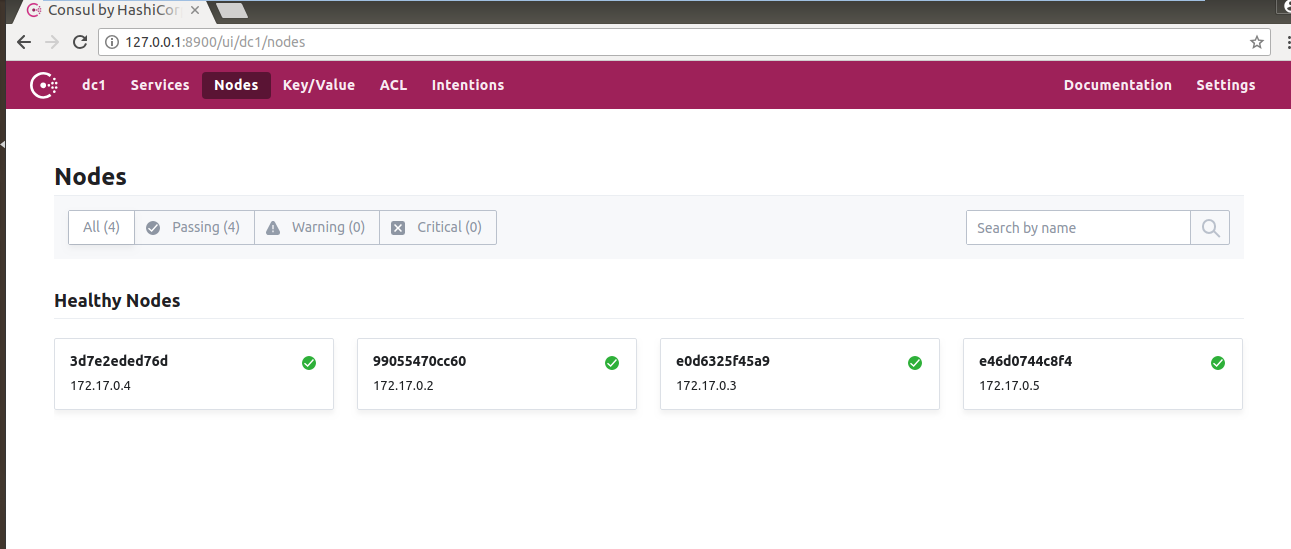 Consul by HashiCor
127.0.0.1:8900/ui/dc1/nodes
dc1 Services Nodes Key/Value ACL Intentions Documentation Settings
Nodes
All (4) Passing (4) Warning (0) Critical (0) Search by name
Healthy Nodes
3d7e2eded76d 99055470cc60 e0d6325f45a9 e46d0744c8f4
172.17.0.4 172.17.0.2 172.17.0.3 172.17.0.5